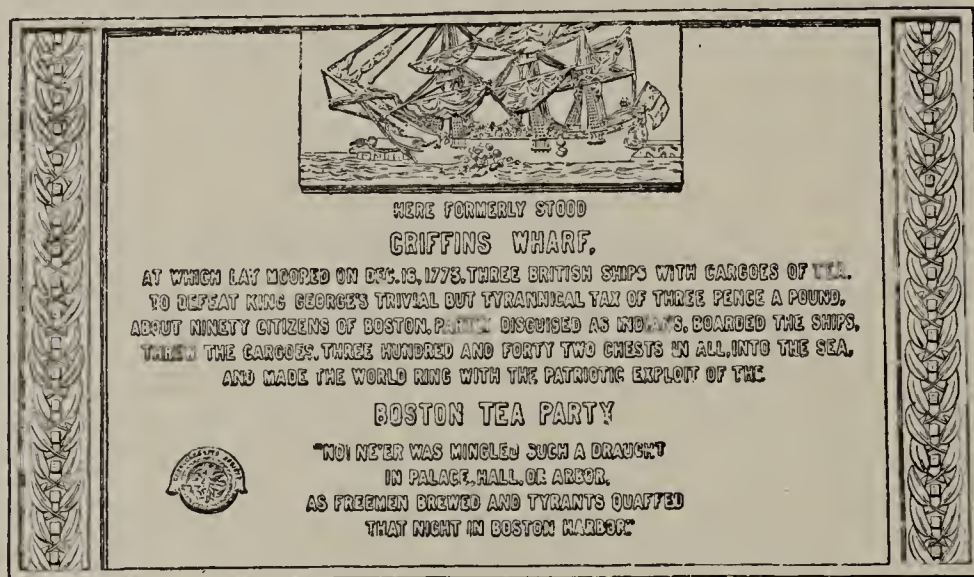 HERE FORMERLY STOOD
GRIFFINS WHARF,
AT WHICH LAY MOORED ON DEC. 16, 1773, THREE BRITISH SHIPS WITH CARGOES OF TEA.
TO DEFEAT KING GEORGE'S TRIVIAL BUT TYRANNICAL TAX OF THREE PENCE A POUND,
ABOUT NINETY CITIZENS OF BOSTON, PARTLY DISGUISED AS INDIANS, BOARDED THE SHIPS,
THREW THE CARGOES, THREE HUNDRED AND FORTY TWO CHESTS IN ALL, INTO THE SEA,
AND MADE THE WORLD RING WITH THE PATRIOTIC EXPLOIT OF THE
BOSTON TEA PARTY
"NO! NE'ER WAS MINGLED SUCH A DRAUGHT
IN PALACE, HALL, OR ARBOR,
AS FREEMEN BREWED AND TYRANTS QUAFFED
THAT NIGHT IN BOSTON HARBOR."